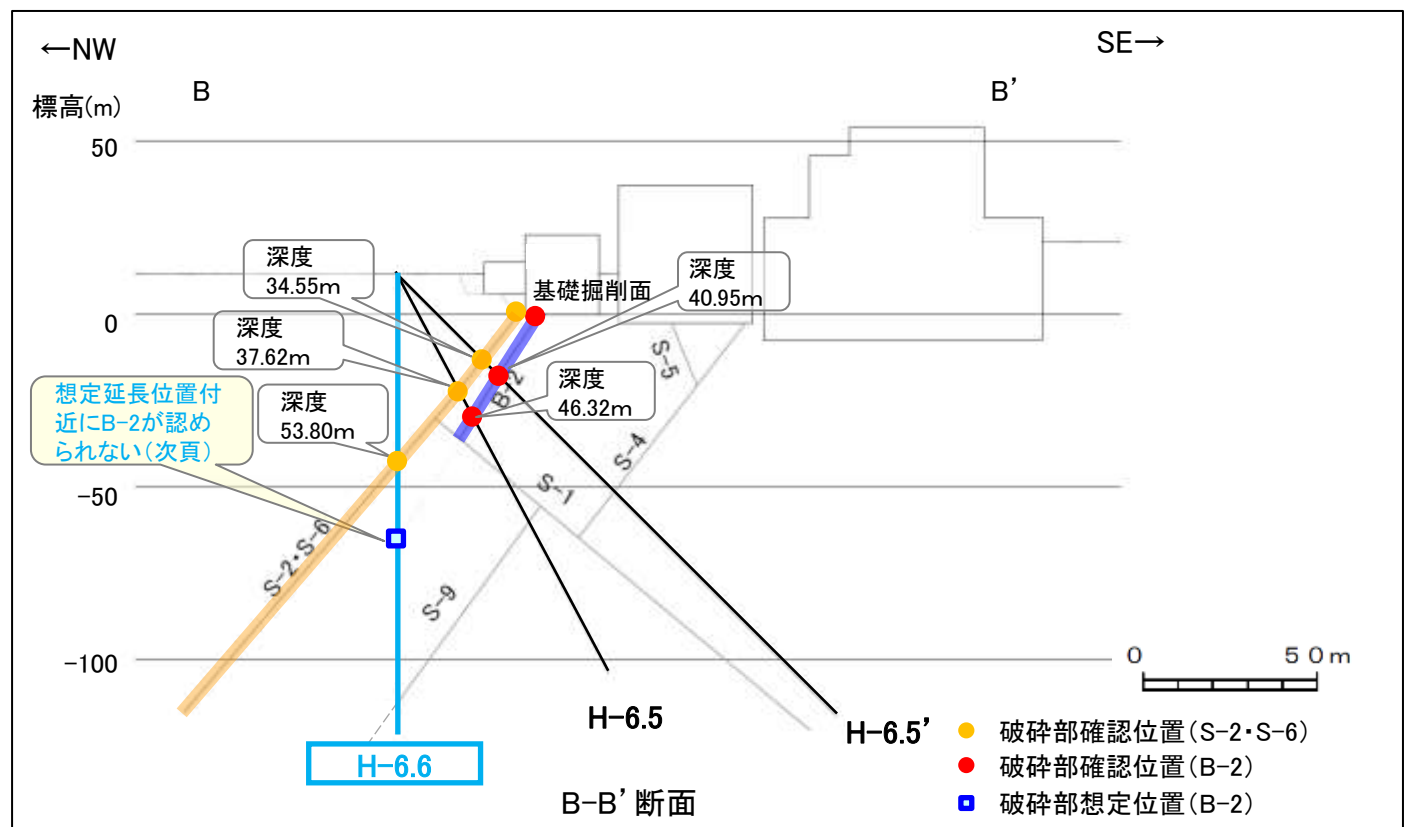 ←NW
SE→
B
B’
標高(m)
50
0
-50
-100
深度
34.55m
深度
37.62m
深度
53.80m
想定延長位置付
近にB-2が認め
られない(次頁)
基礎掘削面
深度
40.95m
深度
46.32m
B-2
S-5
S-4
S-1
S-9
S-2・S-6
H-6.6
H-6.5
H-6.5’
B-B’断面
0 50m
破砕部確認位置(S-2・S-6)
破砕部確認位置(B-2)
破砕部想定位置(B-2)